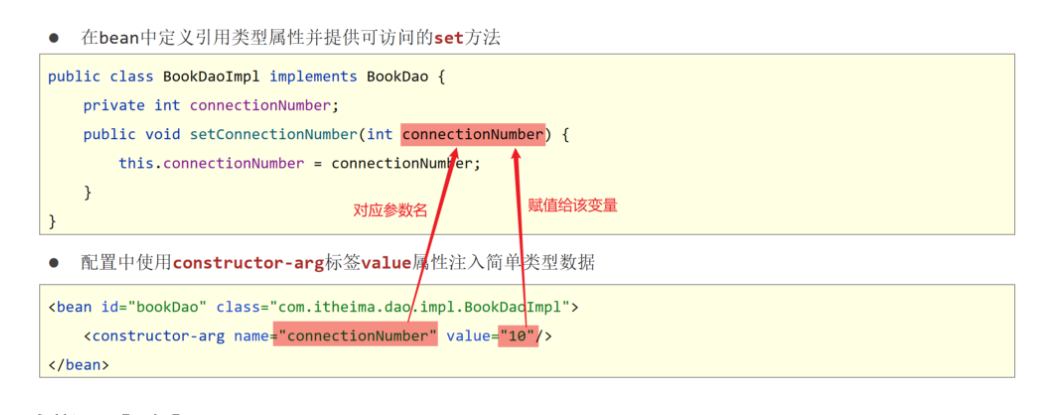 ● 在bean中定义引用类型属性并提供可访问的set方法
public class BookDaoImpl implements BookDao {
private int connectionNumber;
public void setConnectionNumber(int connectionNumber) {
this.connectionNumber = connectionNumber;
}
对应参数名 赋值给该变量
}
● 配置中使用constructor-arg标签value属性注入简单类型数据
<bean id="bookDao" class="com.itheima.dao.impl.BookDaoImpl">
<constructor-arg name="connectionNumber" value="10"/>
</bean>